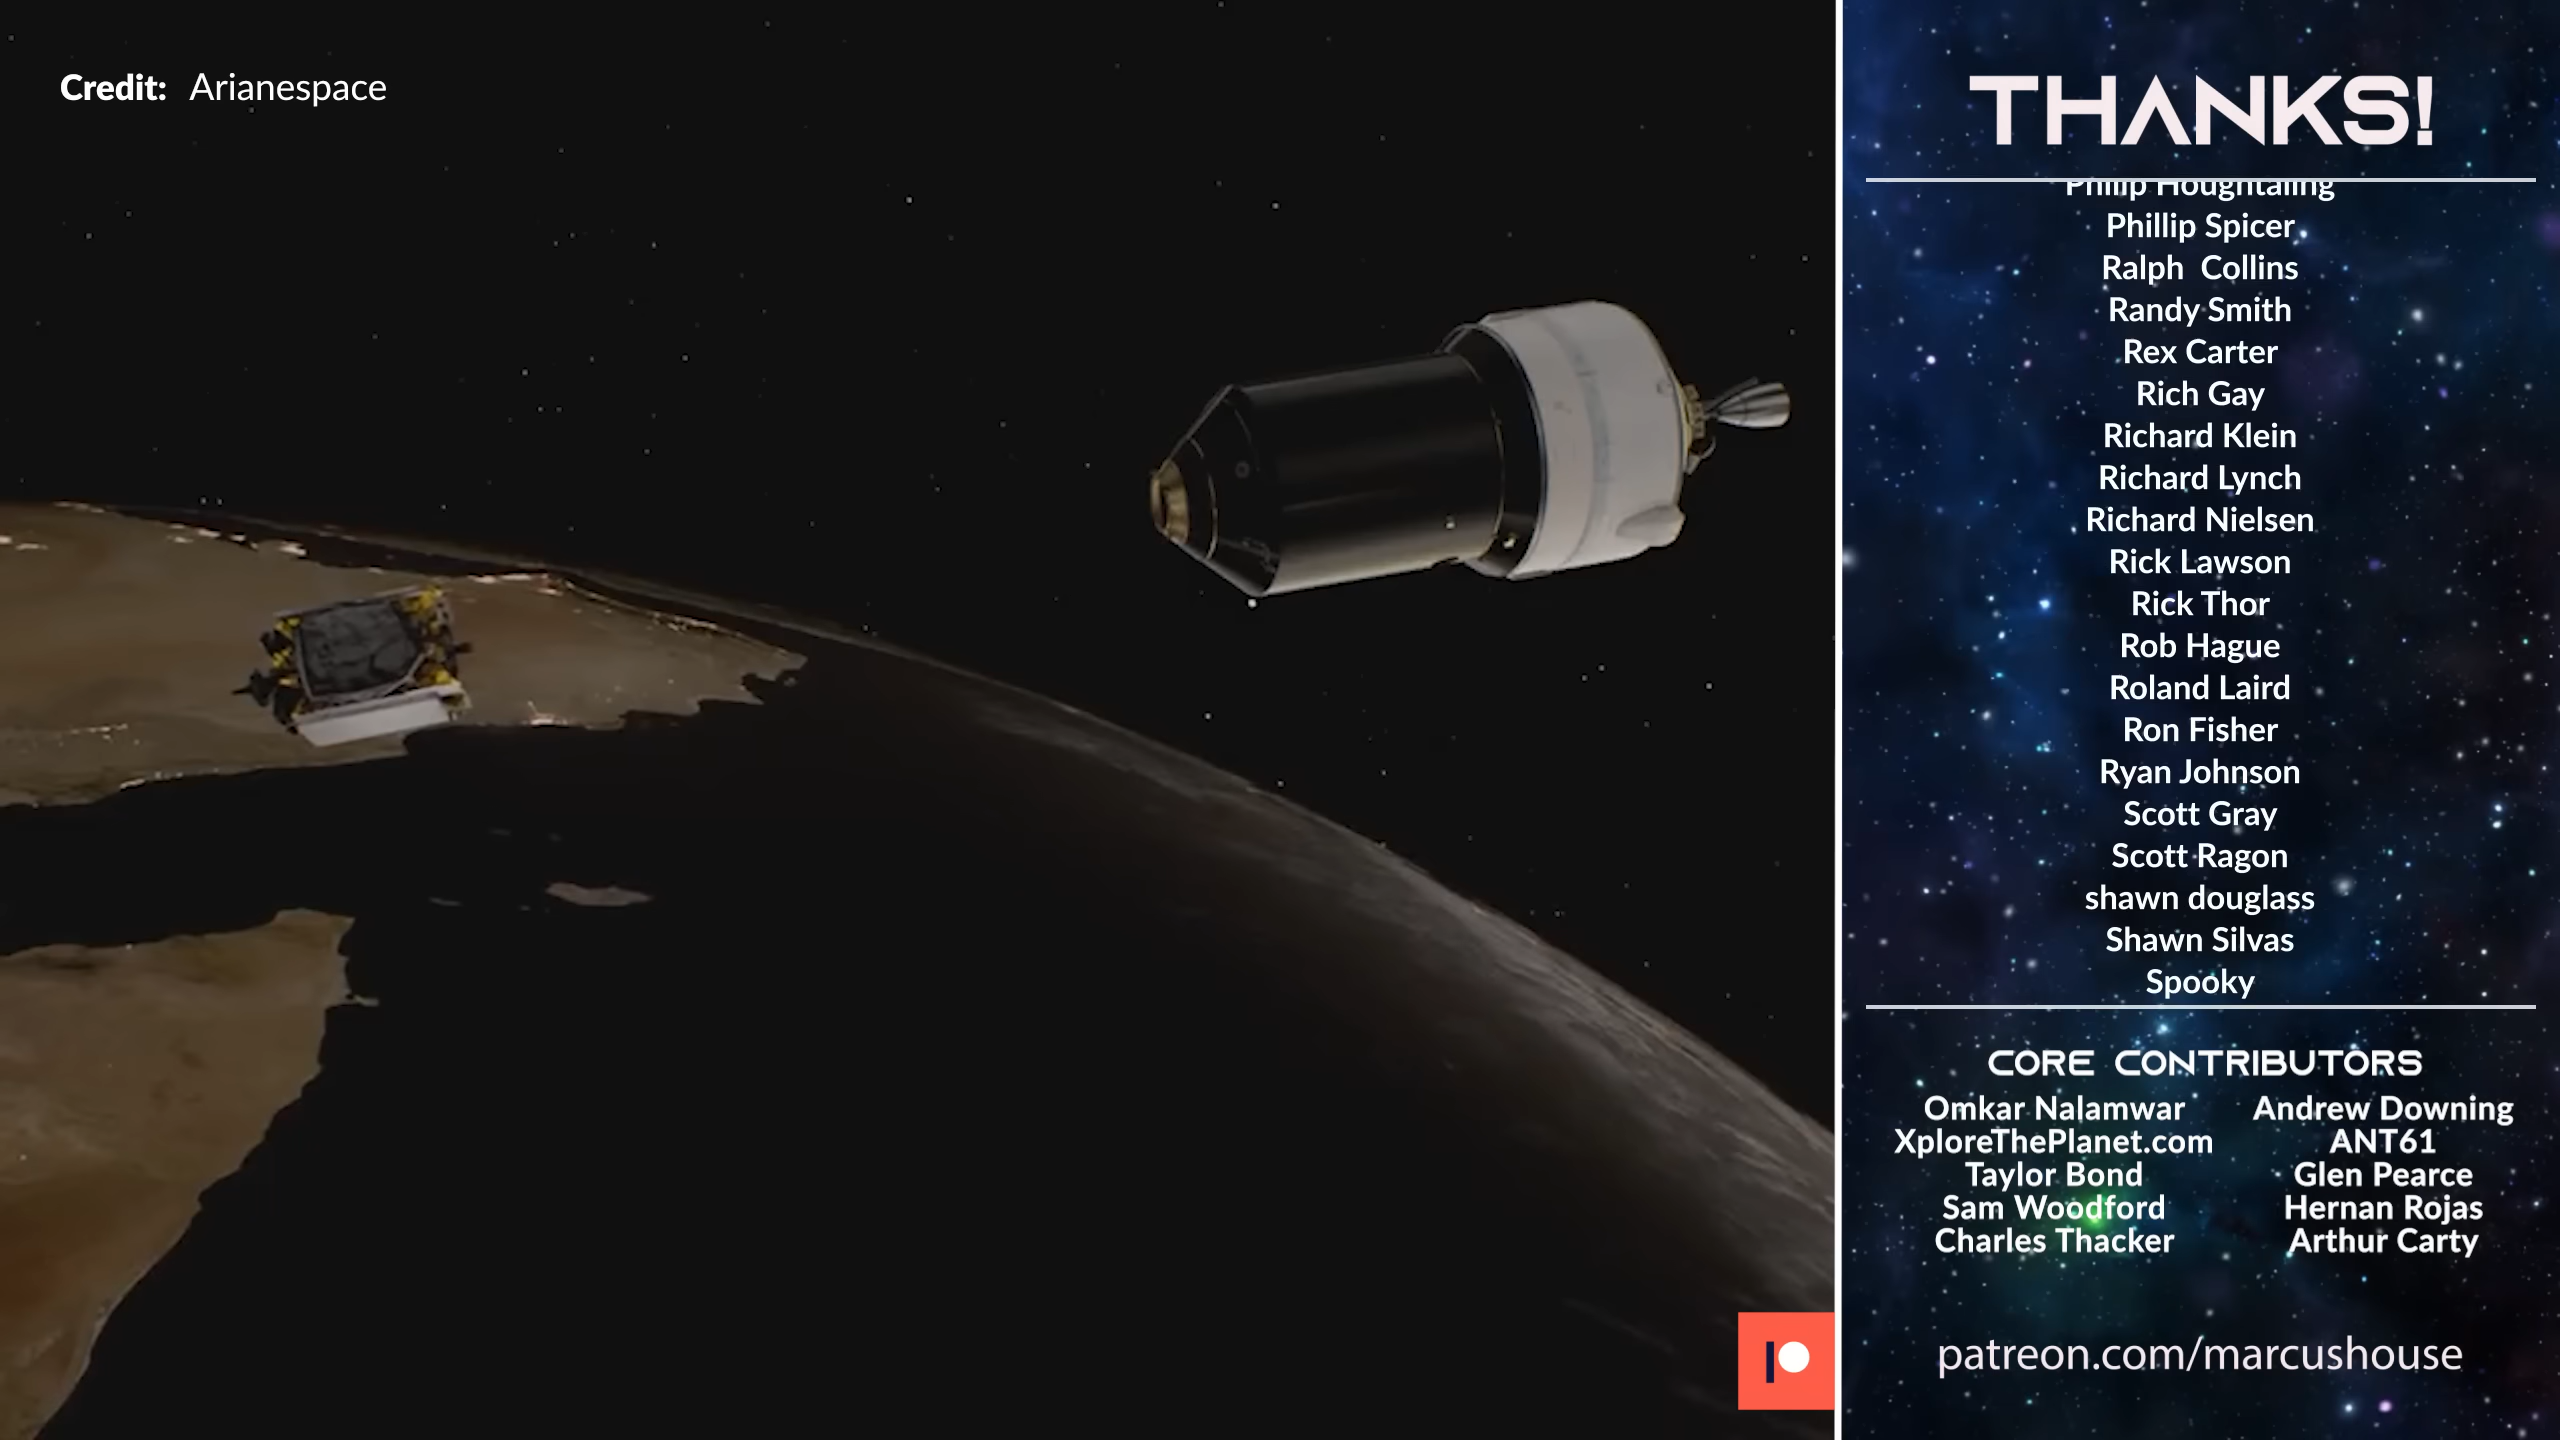 Credit: Arianespace
THANKS!
Philip Houghtaling
Phillip Spicer
Ralph  Collins
Randy Smith
Rex Carter
Rich Gay
Richard Klein
Richard Lynch
Richard Nielsen
Rick Lawson
Rick Thor
Rob Hague
Roland Laird
Ron Fisher
Ryan Johnson
Scott Gray
Scott Ragon
shawn douglass
Shawn Silvas
Spooky
CORE CONTRIBUTORS
Omkar Nalamwar
XploreThePlanet.com
Taylor Bond
Sam Woodford
Charles Thacker
Andrew Downing
ANT61
Glen Pearce
Hernan Rojas
Arthur Carty
patreon.com/marcushouse